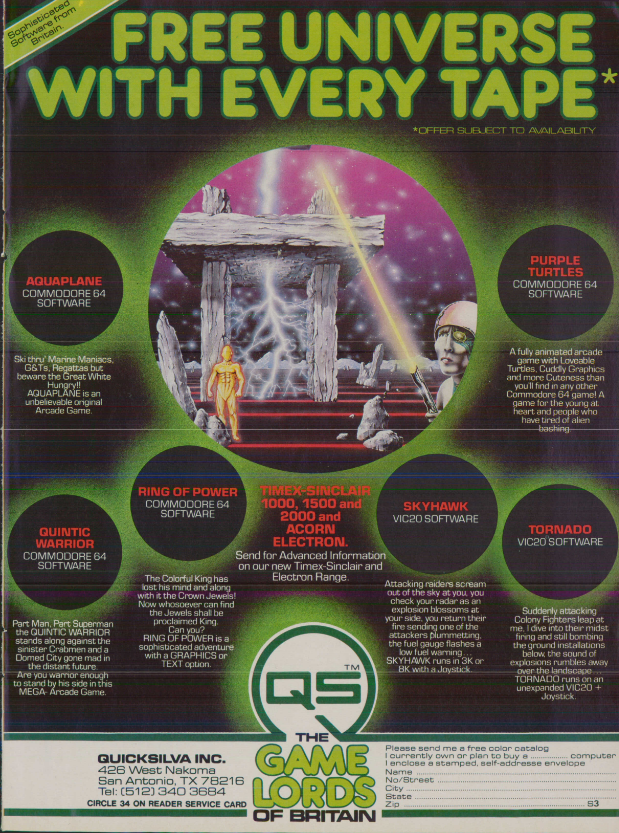 Sophisticated
Software from
Britain.
FREE UNIVERSE
WITH EVERY TAPE*
*OFFER SUBJECT TO AVAILABILITY
AQUAPLANE
COMMODORE 64
SOFTWARE
Ski thru' Marine Maniacs,
G&Ts, Regattas but
beware the Great White
Hungry!!
AQUAPLANE is an
unbelievable original
Arcade Game.
PURPLE
TURTLES
COMMODORE 64
SOFTWARE
A fully animated arcade
game with Loveable
Turtles, Cuddly Graphics
and more Cuteness than
you'll find in any other
Commodore 64 game! A
game for the young at
heart and people who
have tired of alien
bashing.
QUINTIC
WARRIOR
COMMODORE 64
SOFTWARE
Part Man, Part Superman
the QUINTIC WARRIOR
stands along against the
sinister Crabmen and a
Domed City gone mad in
the distant future.
Are you warrior enough
to stand by his side in this
MEGA- Arcade Game.
RING OF POWER
COMMODORE 64
SOFTWARE
The Colorful King has
lost his mind and along
with it the Crown Jewels!
Now whosoever can find
the Jewels shall be
proclaimed King.
Can you?
RING OF POWER is a
sophisticated adventure
with a GRAPHICS or
TEXT option.
TIMEX-SINCLAIR
1000, 1500 and
2000 and
ACORN
ELECTRON.
Send for Advanced Information
on our new Timex-Sinclair and
Electron Range.
SKYHAWK
VIC20 SOFTWARE
Attacking raiders scream
out of the sky at you, you
check your radar as an
explosion blossoms at
your side, you return their
fire sending one of the
attackers plummetting,
the fuel gauge flashes a
low fuel warning...
SKYHAWK runs in 3K or
8K with a Joystick.
TORNADO
VIC20 SOFTWARE
Suddenly attacking
Colony Fighters leap at
me, I dive into their midst
firing and still bombing
the ground installations
below, the sound of
explosions rumbles away
over the landscape....
TORNADO runs on an
unexpanded VIC20 +
Joystick.
QS TM
THE
GAME
LORDS
OF BRITAIN
QUICKSILVA INC.
426 West Nakoma
San Antonio, TX 78216
Tel: (512) 340 3684
CIRCLE 34 ON READER SERVICE CARD
Please send me a free color catalog
I currently own or plan to buy a .............. computer
I enclose a stamped, self-addresse envelope
Name
No/Street
City
State
Zip S3